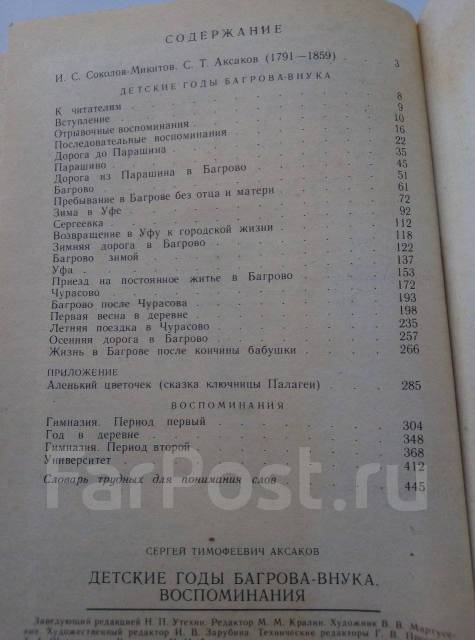 СОДЕРЖАНИЕ
И. С. Соколов-Микитов. С. Т. Аксаков (1791—1859) 3
ДЕТСКИЕ ГОДЫ БАГРОВА-ВНУКА
К читателям 8
Вступление 9
Отрывочные воспоминания 10
Последовательные воспоминания 16
Дорога до Парашина 22
Парашино 35
Дорога из Парашина в Багрово 45
Багрово 51
Пребывание в Багрове без отца и матери 61
Зима в Уфе 72
Сергеевка 92
Возвращение в Уфу к городской жизни 112
Зимняя дорога в Багрово 118
Багрово зимой 122
Уфа 137
Приезд на постоянное житье в Багрово 153
Чурасово 172
Багрово после Чурасова 193
Первая весна в деревне 198
Летняя поездка в Чурасово 235
Осенняя дорога в Багрово 257
Жизнь в Багрове после кончины бабушки 266
ПРИЛОЖЕНИЕ
Аленький цветочек (сказка ключницы Палагеи) 285
ВОСПОМИНАНИЯ
Гимназия. Период первый 304
Год в деревне 348
Гимназия. Период второй 368
Университет 412
Словарь трудных для понимания слов 445
FarPost.ru
СЕРГЕЙ ТИМОФЕЕВИЧ АКСАКОВ
ДЕТСКИЕ ГОДЫ БАГРОВА-ВНУКА.
ВОСПОМИНАНИЯ
Заведующий редакцией Н. П. Утехин. Редактор М. М. Кралин. Художник В. В. Мартус
Художественный редактор И. В. Зарубина. Технические редакторы Г. В.